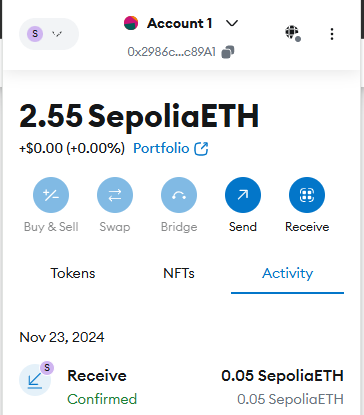 S
Account 1
0x2986c...c89A1
2.55 SepoliaETH
+$0.00 (+0.00%) Portfolio
Buy & Sell Swap Bridge Send Receive
Tokens NFTs Activity
Nov 23, 2024
S
Receive 0.05 SepoliaETH
Confirmed 0.05 SepoliaETH